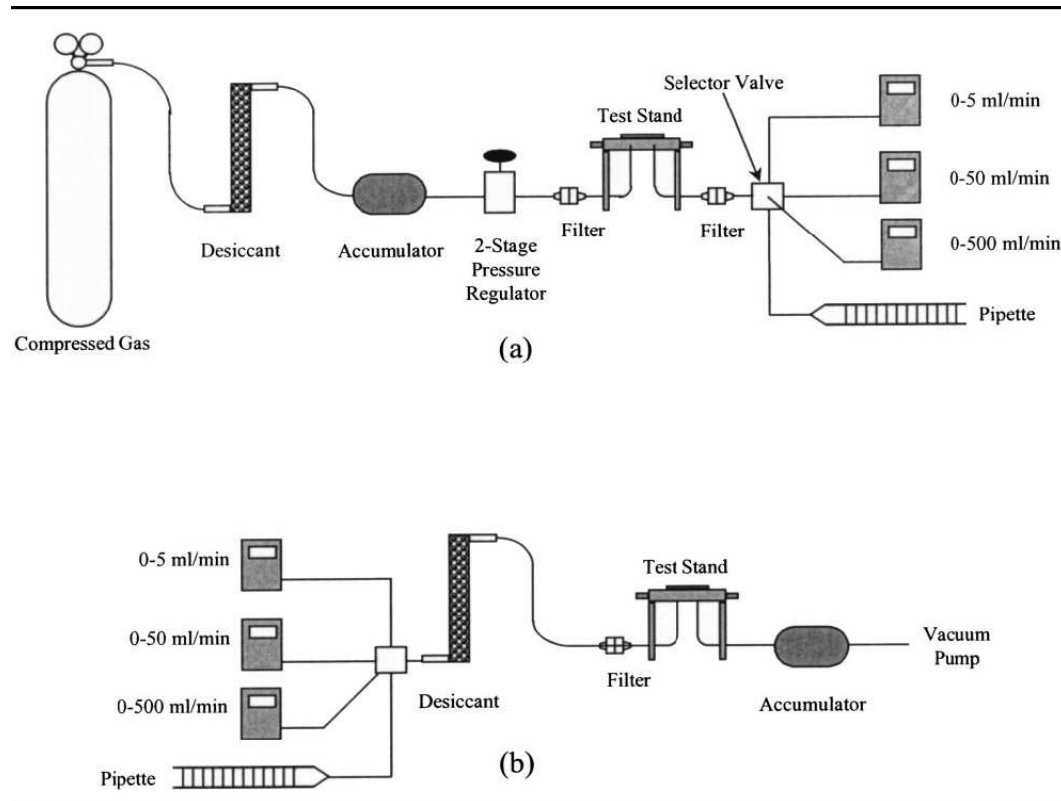 Selector Valve
Test Stand
0-5 ml/min
0-50 ml/min
0-500 ml/min
Desiccant
Accumulator
2-Stage
Pressure
Regulator
Filter
Filter
Pipette
Compressed Gas
(a)
0-5 ml/min
0-50 ml/min
0-500 ml/min
Pipette
Desiccant
Filter
Test Stand
Accumulator
Vacuum
Pump
(b)